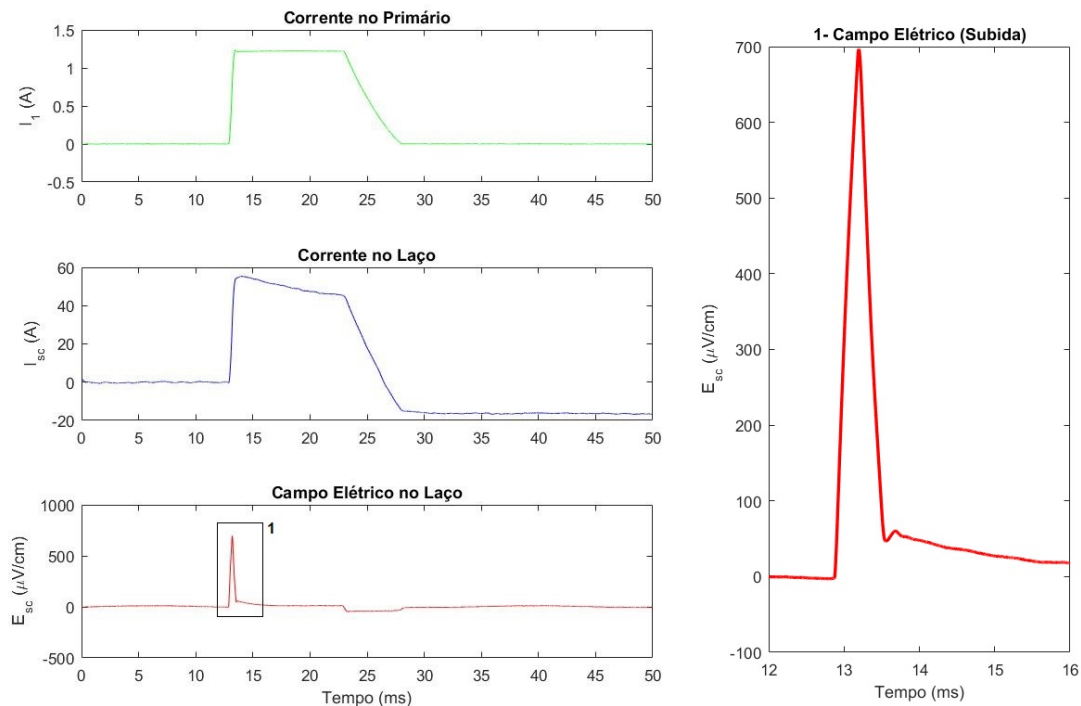 Corrente no Primário
1.5
1
0.5
0
-0.5
I_1 (A)
0 5 10 15 20 25 30 35 40 45 50
Corrente no Laço
60
40
20
0
-20
I_sc (A)
0 5 10 15 20 25 30 35 40 45 50
Campo Elétrico no Laço
1000
500
0
-500
E_sc (μV/cm)
1
0 5 10 15 20 25 30 35 40 45 50
Tempo (ms)
1- Campo Elétrico (Subida)
700
600
500
400
300
200
100
0
-100
E_sc (μV/cm)
12 13 14 15 16
Tempo (ms)